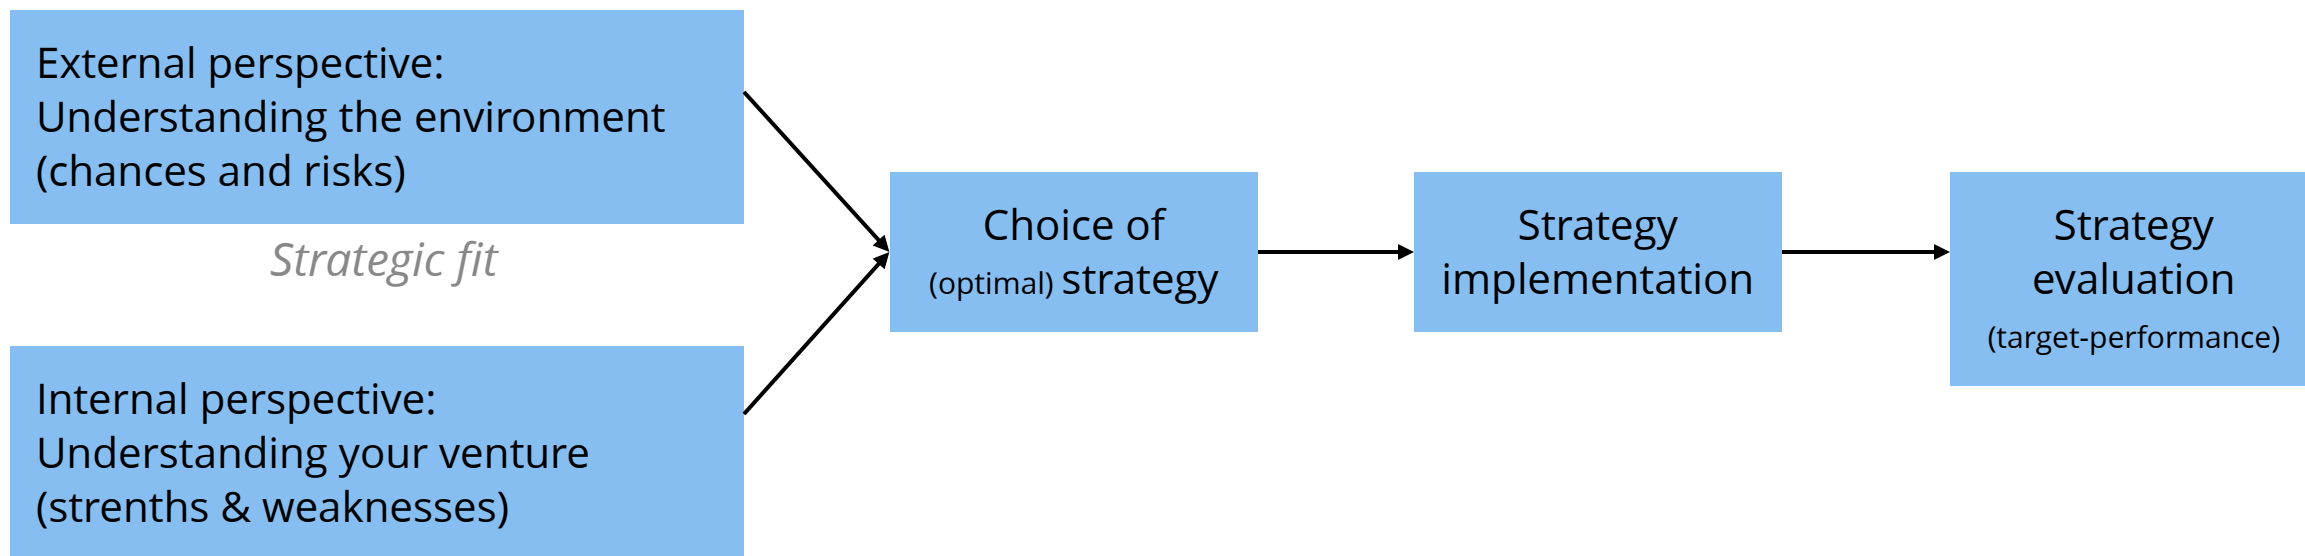 External perspective:
Understanding the environment
(chances and risks)
Strategic fit
Internal perspective:
Understanding your venture
(strenths & weaknesses)
Choice of
(optimal) strategy
Strategy
implementation
Strategy
evaluation
(target-performance)